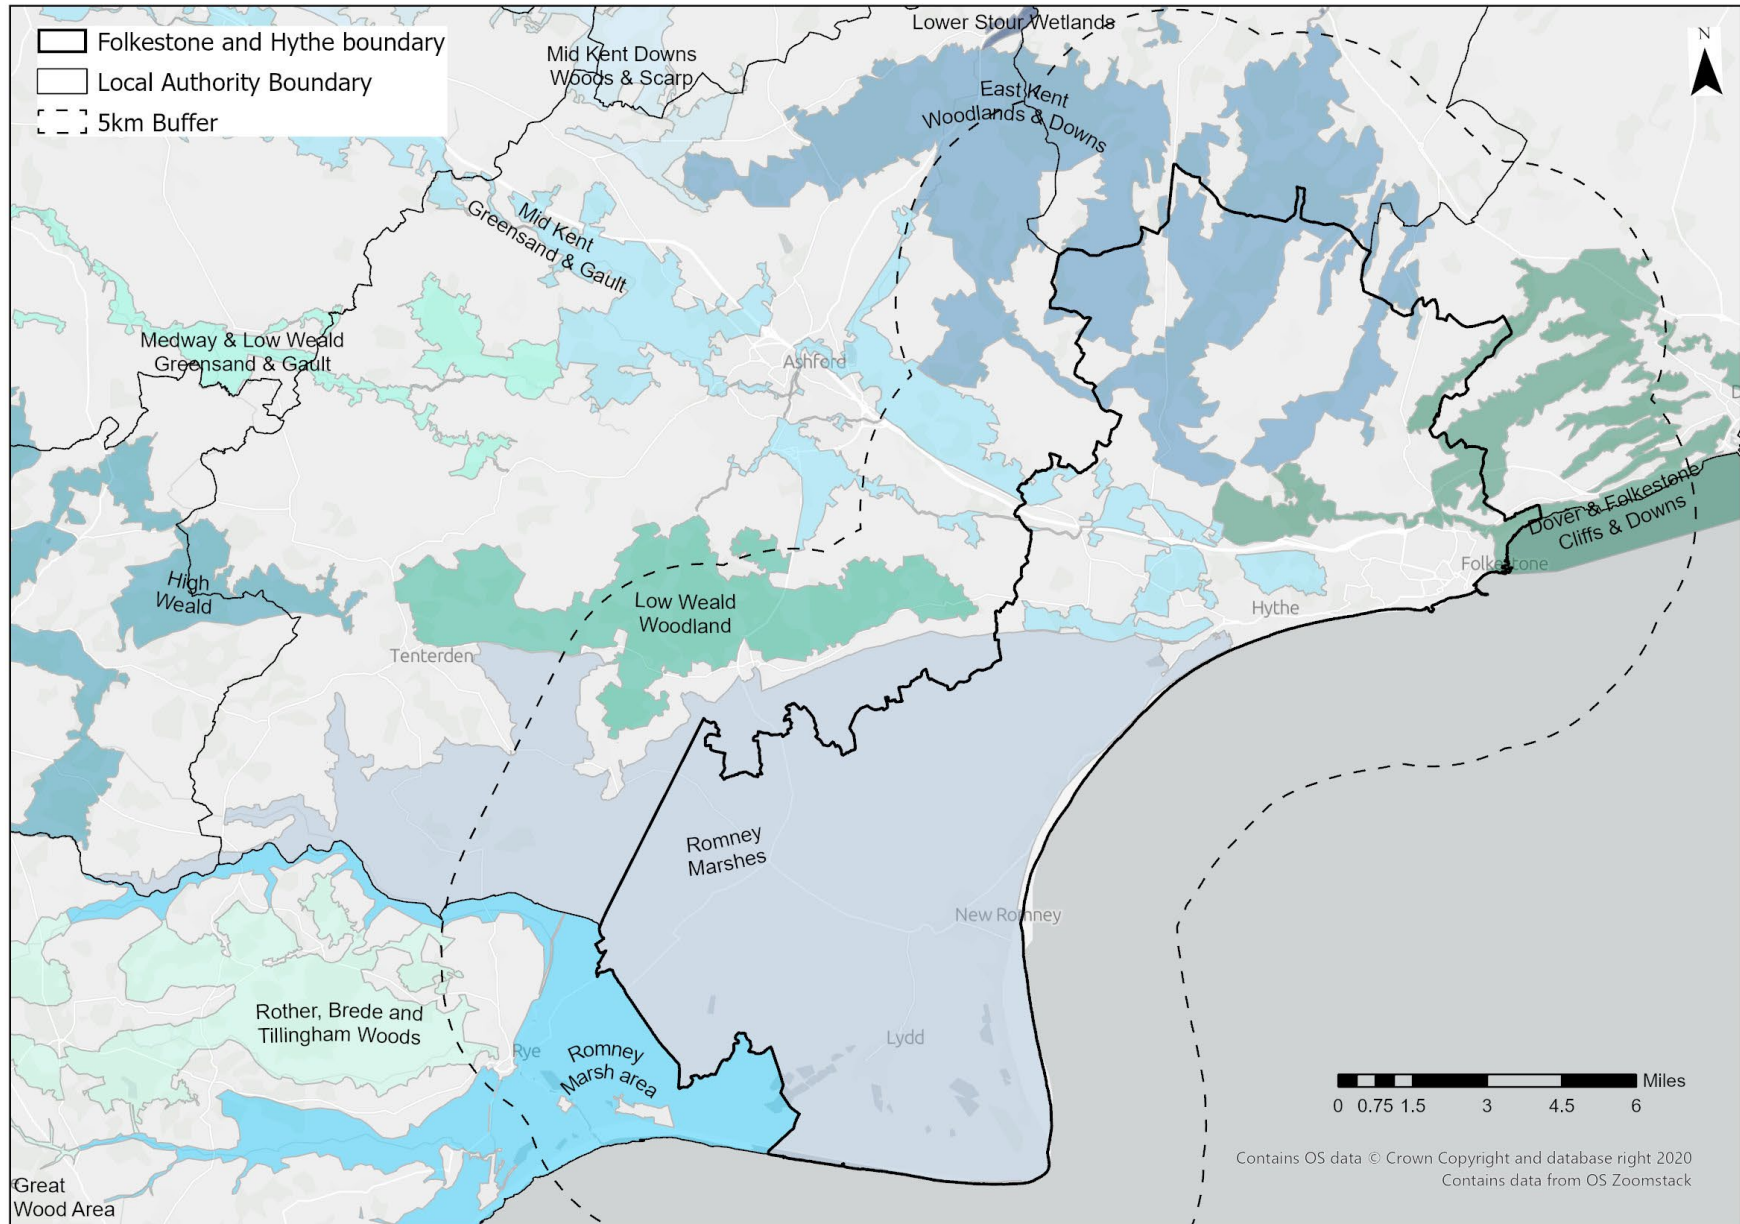 Folkestone and Hythe boundary
Local Authority Boundary
5km Buffer
Lower Stour Wetlands
N
Mid Kent Downs
Woods & Scarp
East Kent
Woodlands & Downs
Mid Kent
Greensand & Gault
Medway & Low Weald
Greensand & Gault
Ashford
High
Weald
Low Weald
Woodland
Tenterden
Dover & Folkestone
Cliffs & Downs
Folkestone
Hythe
Romney
Marshes
New Romney
Rother, Brede and
Tillingham Woods
Rye
Romney
Marsh area
Lydd
Miles
0 0.75 1.5 3 4.5 6
Contains OS data © Crown Copyright and database right 2020
Contains data from OS Zoomstack
Great
Wood Area